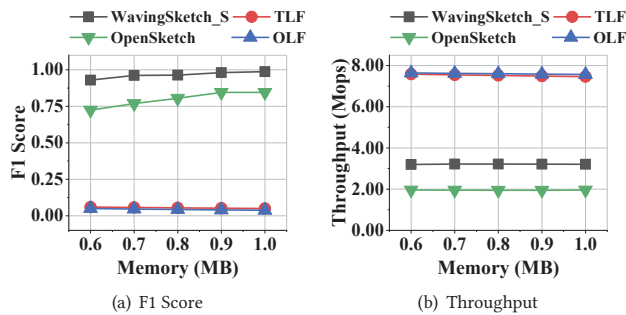 WavingSketch_S TLF
OpenSketch OLF
1.00
0.75
0.50
0.25
0.00
F1 Score
0.6 0.7 0.8 0.9 1.0
Memory (MB)
(a) F1 Score
WavingSketch_S TLF
OpenSketch OLF
8.00
6.00
4.00
2.00
0.00
Throughput (Mops)
0.6 0.7 0.8 0.9 1.0
Memory (MB)
(b) Throughput